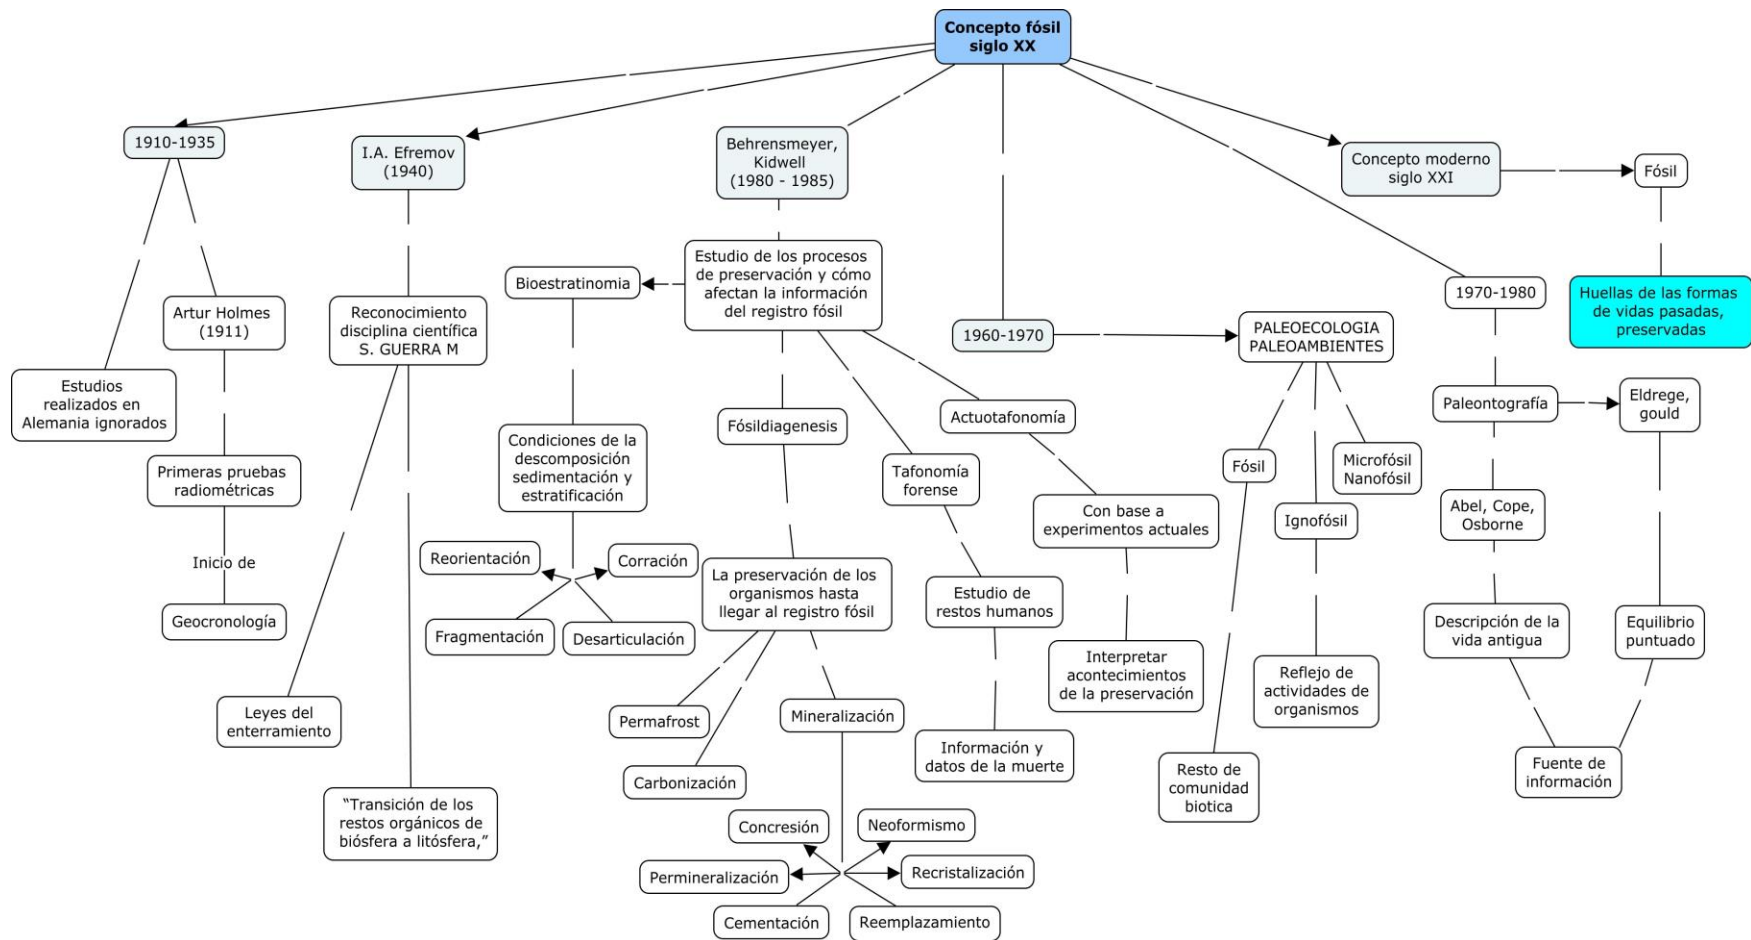 Concepto fósil
siglo XX
1910-1935
I.A. Efremov
(1940)
Behrensmeyer,
Kidwell
(1980 - 1985)
Concepto moderno
siglo XXI
Fósil
Estudio de los procesos
de preservación y cómo
afectan la información
del registro fósil
Bioestratinomia
1970-1980
Huellas de las formas
de vidas pasadas,
preservadas
Artur Holmes
(1911)
Reconocimiento
disciplina científica
S. GUERRA M
1960-1970
PALEOECOLOGIA
PALEOAMBIENTES
Estudios
realizados en
Alemania ignorados
Paleontografía
Eldrege,
gould
Fósildiagenesis
Actuotafonomía
Condiciones de la
descomposición
sedimentación y
estratificación
Primeras pruebas
radiométricas
Tafonomía
forense
Fósil
Microfósil
Nanofósil
Con base a
experimentos actuales
Ignofósil
Abel, Cope,
Osborne
Inicio de
Reorientación
Corración
La preservación de los
organismos hasta
llegar al registro fósil
Estudio de
restos humanos
Geocronología
Fragmentación
Desarticulación
Descripción de la
vida antigua
Equilibrio
puntuado
Interpretar
acontecimientos
de la preservación
Reflejo de
actividades de
organismos
Leyes del
enterramiento
Permafrost
Mineralización
Información y
datos de la muerte
Fuente de
información
Carbonización
Resto de
comunidad
biotica
“Transición de los
restos orgánicos de
biósfera a litósfera,”
Concresión
Neoformismo
Permineralización
Recristalización
Cementación
Reemplazamiento